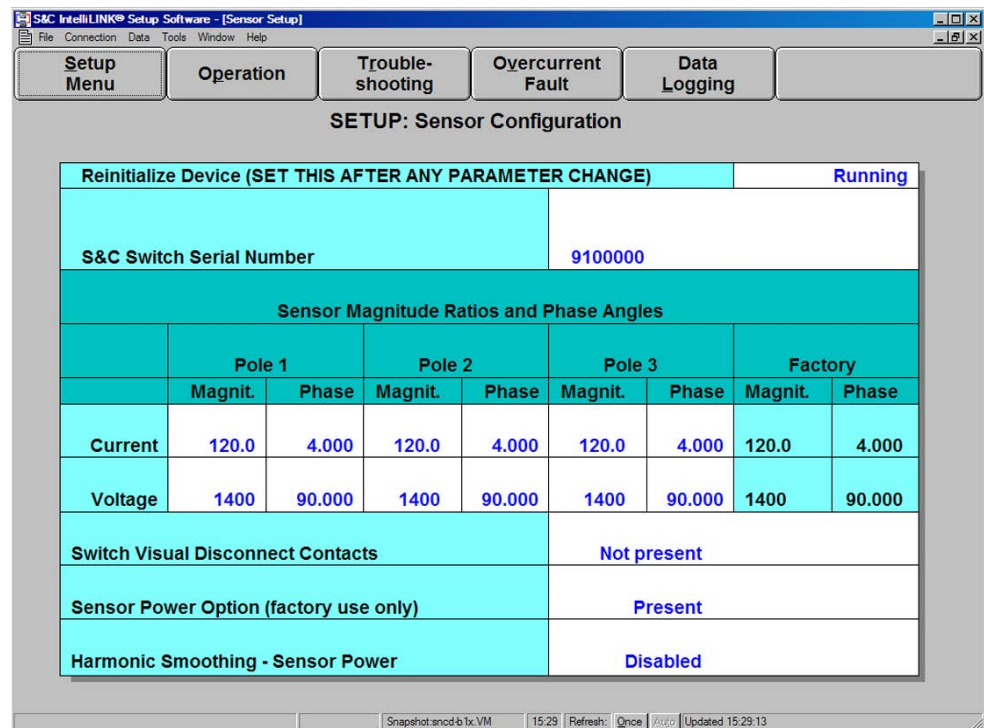 S&C IntelliLINK® Setup Software - [Sensor Setup]
File Connection Data Tools Window Help
Setup Menu Operation Trouble-shooting Overcurrent Fault Data Logging
SETUP: Sensor Configuration
Reinitialize Device (SET THIS AFTER ANY PARAMETER CHANGE) Running
S&C Switch Serial Number 9100000
Sensor Magnitude Ratios and Phase Angles
Pole 1 Pole 2 Pole 3 Factory
Magnit. Phase Magnit. Phase Magnit. Phase Magnit. Phase
Current 120.0 4.000 120.0 4.000 120.0 4.000 120.0 4.000
Voltage 1400 90.000 1400 90.000 1400 90.000 1400 90.000
Switch Visual Disconnect Contacts Not present
Sensor Power Option (factory use only) Present
Harmonic Smoothing - Sensor Power Disabled
Snapshot:sncd-b1x.VM 15:29 Refresh: Once Auto Updated 15:29:13